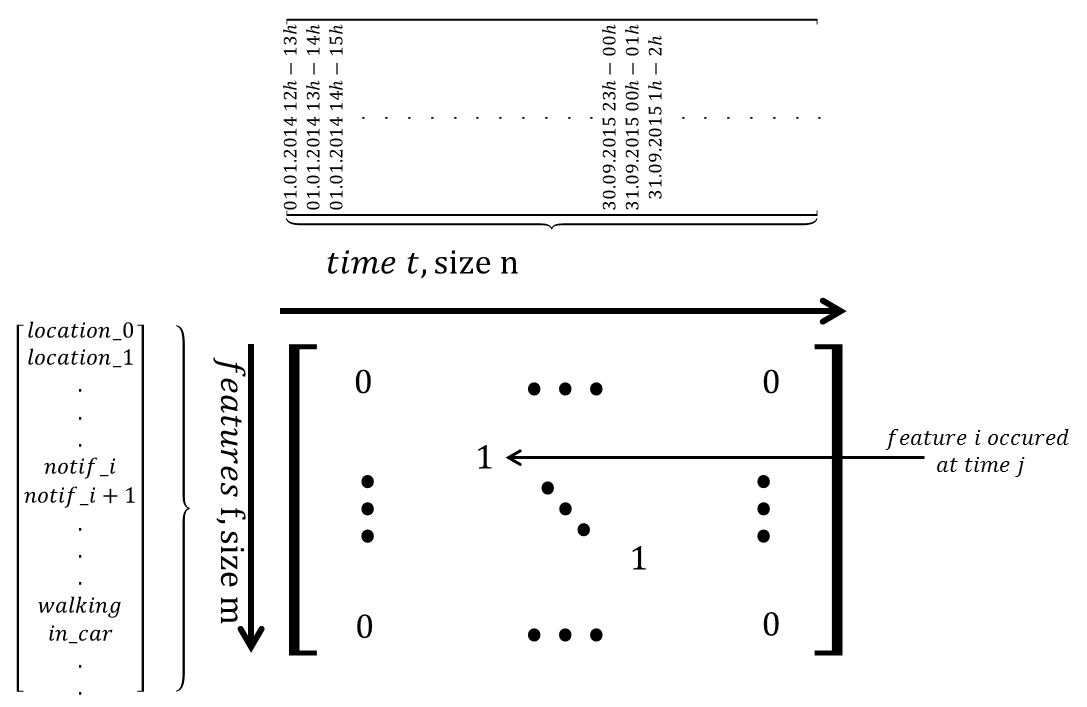 01.01.2014 12h − 13h
01.01.2014 13h − 14h
01.01.2014 14h − 15h
. . . . . . . . . . .
30.09.2015 23h − 00h
31.09.2015 00h − 01h
31.09.2015 1h − 2h
. . . . . . .
time t, size n
location_0
location_1
.
.
.
notif_i
notif_i + 1
.
.
.
walking
in_car
.
.
features f, size m
0 ••• 0
1
feature i occured
at time j
1
0 ••• 0